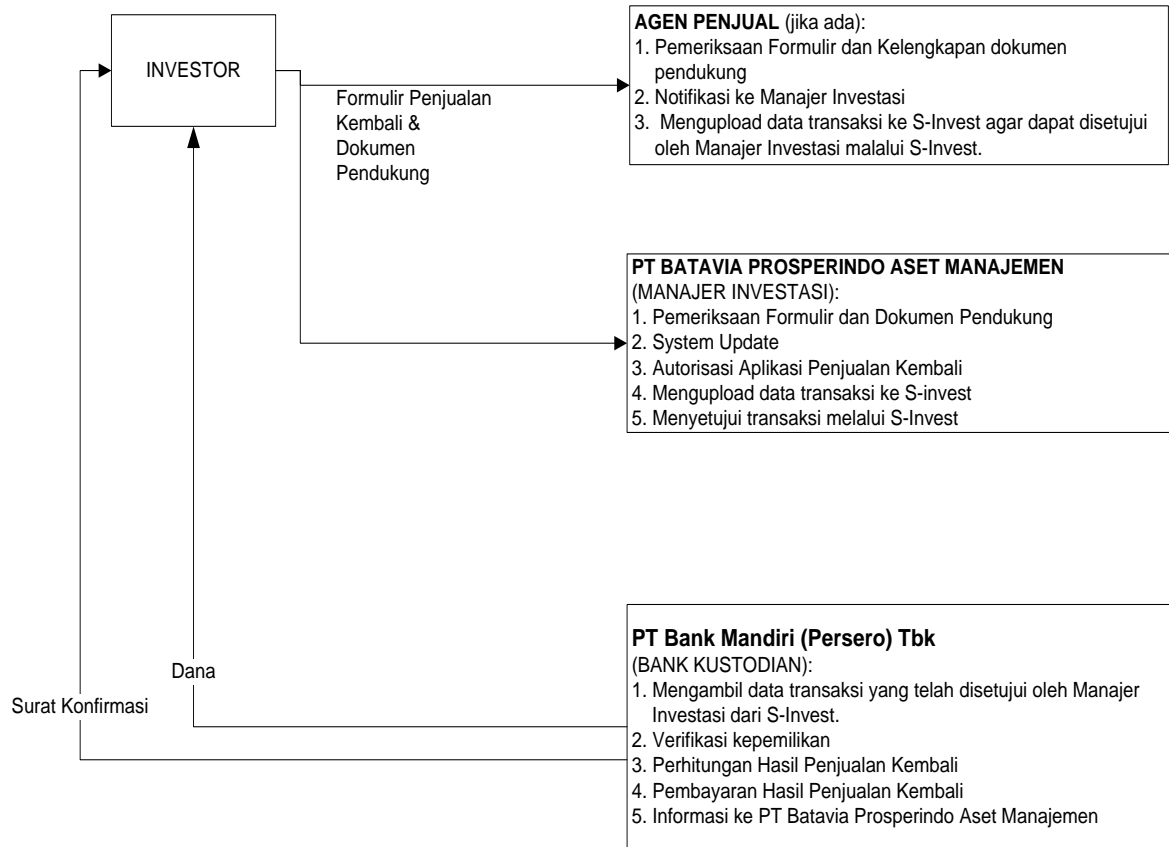 INVESTOR
Formulir Penjualan
Kembali &
Dokumen
Pendukung
AGEN PENJUAL (jika ada):
1. Pemeriksaan Formulir dan Kelengkapan dokumen
pendukung
2. Notifikasi ke Manajer Investasi
3. Mengupload data transaksi ke S-Invest agar dapat disetujui
oleh Manajer Investasi malalui S-Invest.
PT BATAVIA PROSPERINDO ASET MANAJEMEN
(MANAJER INVESTASI):
1. Pemeriksaan Formulir dan Dokumen Pendukung
2. System Update
3. Autorisasi Aplikasi Penjualan Kembali
4. Mengupload data transaksi ke S-invest
5. Menyetujui transaksi melalui S-Invest
Dana
Surat Konfirmasi
PT Bank Mandiri (Persero) Tbk
(BANK KUSTODIAN):
1. Mengambil data transaksi yang telah disetujui oleh Manajer
Investasi dari S-Invest.
2. Verifikasi kepemilikan
3. Perhitungan Hasil Penjualan Kembali
4. Pembayaran Hasil Penjualan Kembali
5. Informasi ke PT Batavia Prosperindo Aset Manajemen